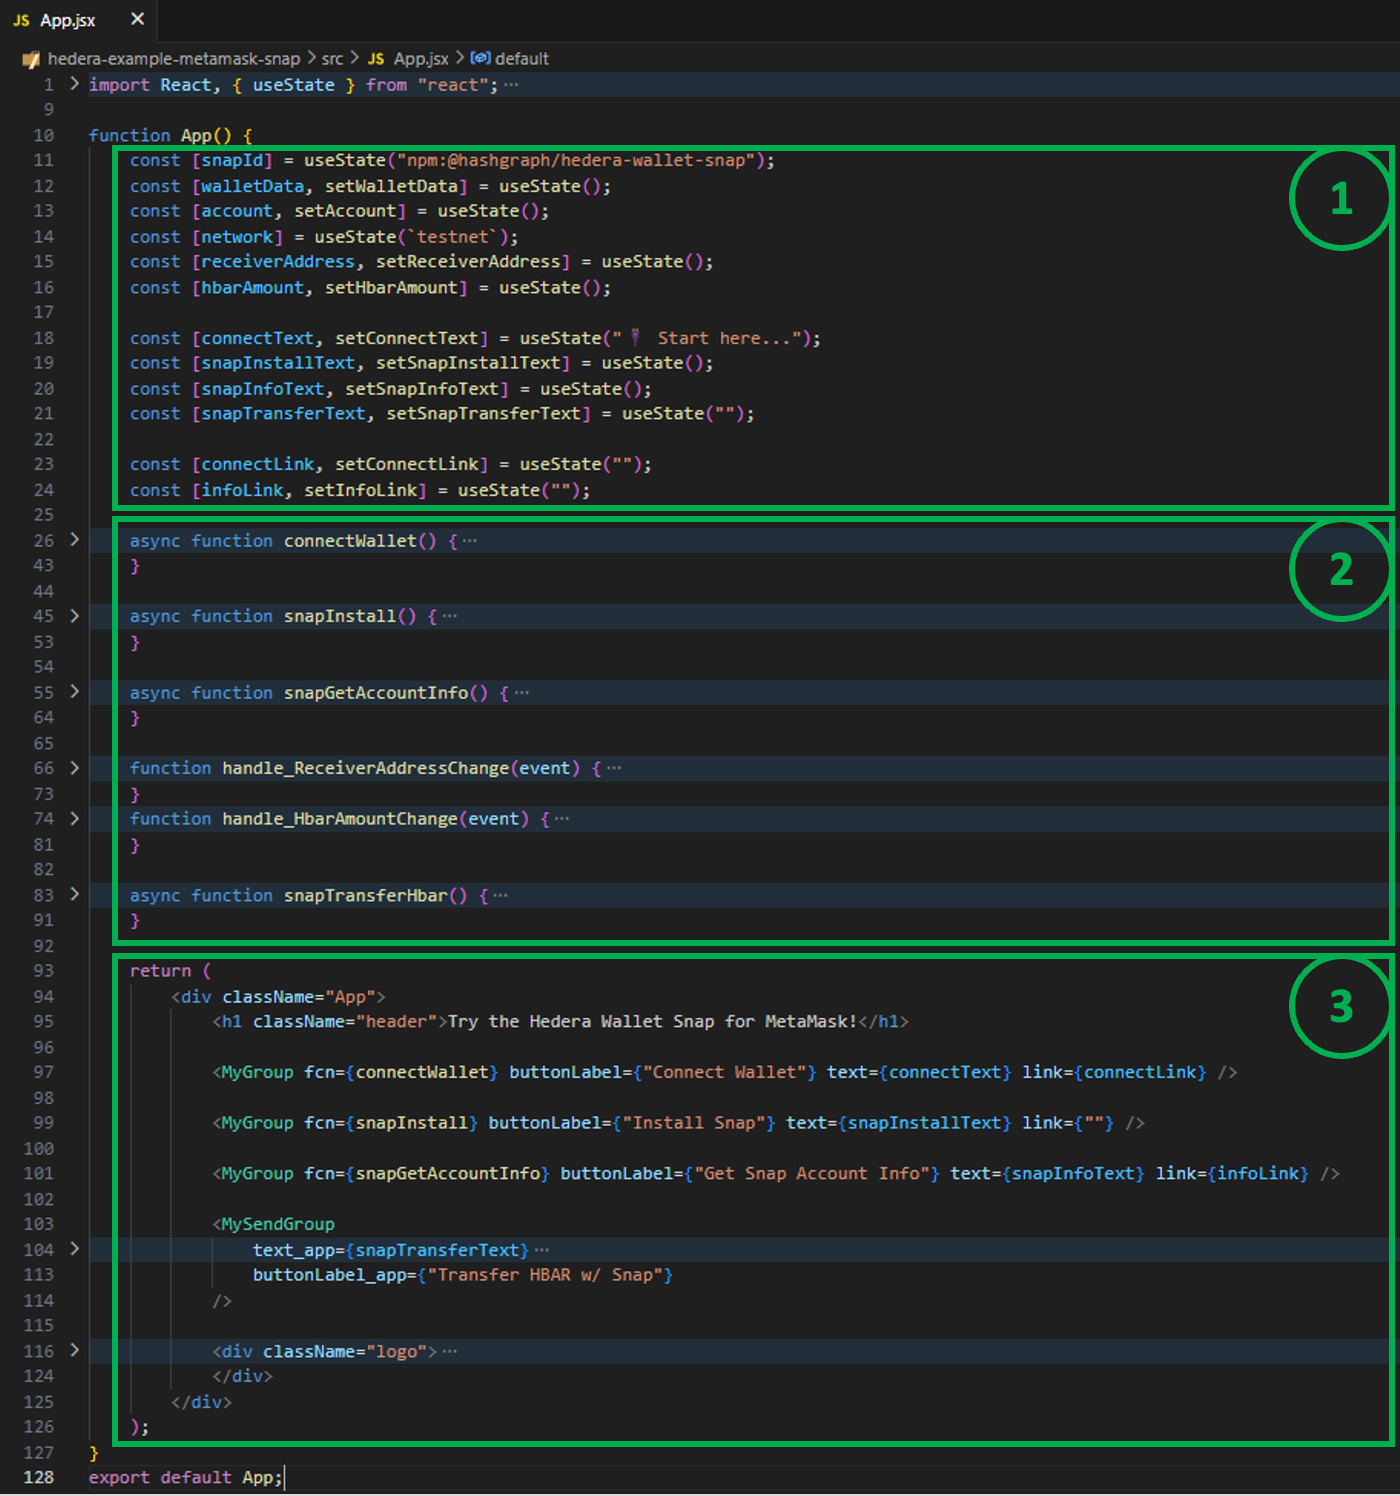 JS App.jsx ✕
hedera-example-metamask-snap > src > JS App.jsx > default
1 > import React, { useState } from "react"; ···
9
10 function App() {
11 const [snapId] = useState("npm:@hashgraph/hedera-wallet-snap");
12 const [walletData, setWalletData] = useState();
13 const [account, setAccount] = useState();
14 const [network] = useState(`testnet`);
15 const [receiverAddress, setReceiverAddress] = useState();
16 const [hbarAmount, setHbarAmount] = useState();
17
18 const [connectText, setConnectText] = useState(" Start here...");
19 const [snapInstallText, setSnapInstallText] = useState();
20 const [snapInfoText, setSnapInfoText] = useState();
21 const [snapTransferText, setSnapTransferText] = useState("");
22
23 const [connectLink, setConnectLink] = useState("");
24 const [infoLink, setInfoLink] = useState("");
25
1
26 > async function connectWallet() { ···
43 }
44
45 > async function snapInstall() { ···
53 }
54
55 > async function snapGetAccountInfo() { ···
64 }
65
66 > function handle_ReceiverAddressChange(event) { ···
73 }
74 > function handle_HbarAmountChange(event) { ···
81 }
82
83 > async function snapTransferHbar() { ···
91 }
92
2
93 return (
94 <div className="App">
95 <h1 className="header">Try the Hedera Wallet Snap for MetaMask!</h1>
96
97 <MyGroup fcn={connectWallet} buttonLabel={"Connect Wallet"} text={connectText} link={connectLink} />
98
99 <MyGroup fcn={snapInstall} buttonLabel={"Install Snap"} text={snapInstallText} link={""} />
100
101 <MyGroup fcn={snapGetAccountInfo} buttonLabel={"Get Snap Account Info"} text={snapInfoText} link={infoLink} />
102
103 <MySendGroup
104 > text_app={snapTransferText} ···
113 buttonLabel_app={"Transfer HBAR w/ Snap"}
114 />
115
116 > <div className="logo"> ···
124 </div>
125 </div>
126 );
3
127 }
128 export default App;